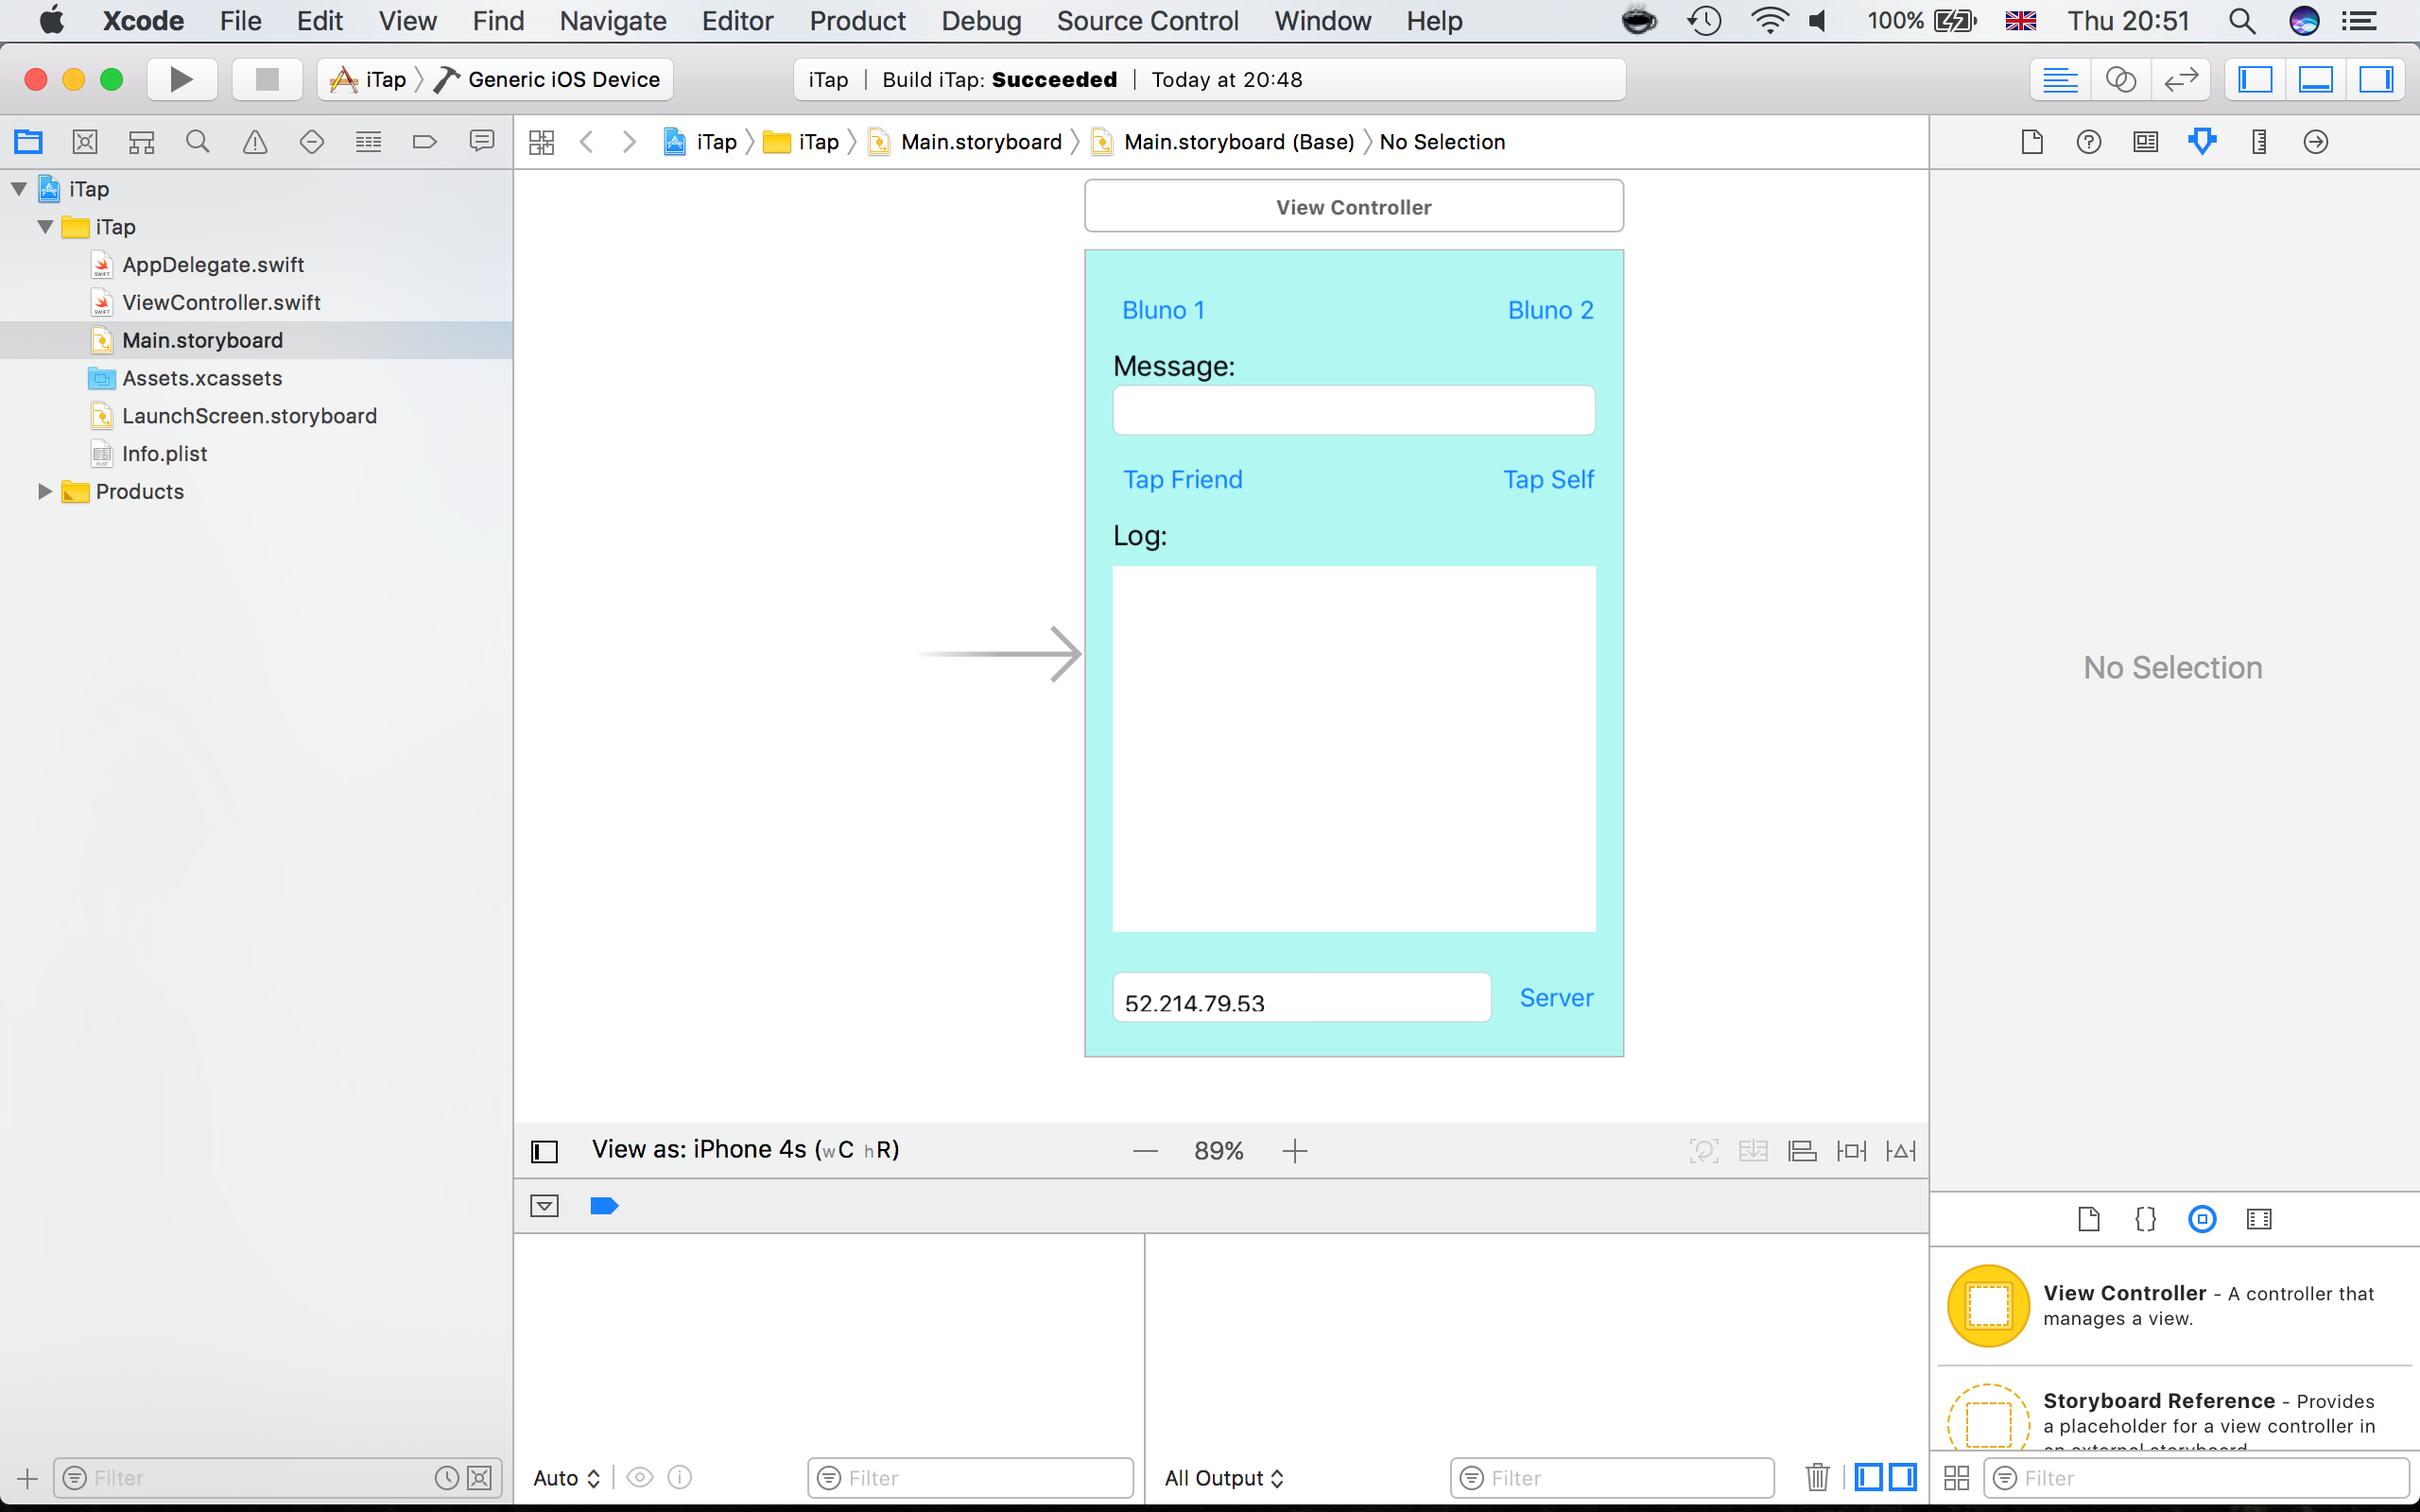 Xcode File Edit View Find Navigate Editor Product Debug Source Control Window Help 100% Thu 20:51
iTap Generic iOS Device iTap Build iTap: Succeeded Today at 20:48
iTap iTap Main.storyboard Main.storyboard (Base) No Selection
iTap
iTap
AppDelegate.swift
ViewController.swift
Main.storyboard
Assets.xcassets
LaunchScreen.storyboard
Info.plist
Products
View Controller
Bluno 1 Bluno 2
Message:
Tap Friend Tap Self
Log:
52.214.79.53 Server
No Selection
View as: iPhone 4s (wC hR) 89%
View Controller - A controller that
manages a view.
Storyboard Reference - Provides
a placeholder for a view controller in
an external storyboard.
Filter Auto Filter All Output Filter Filter